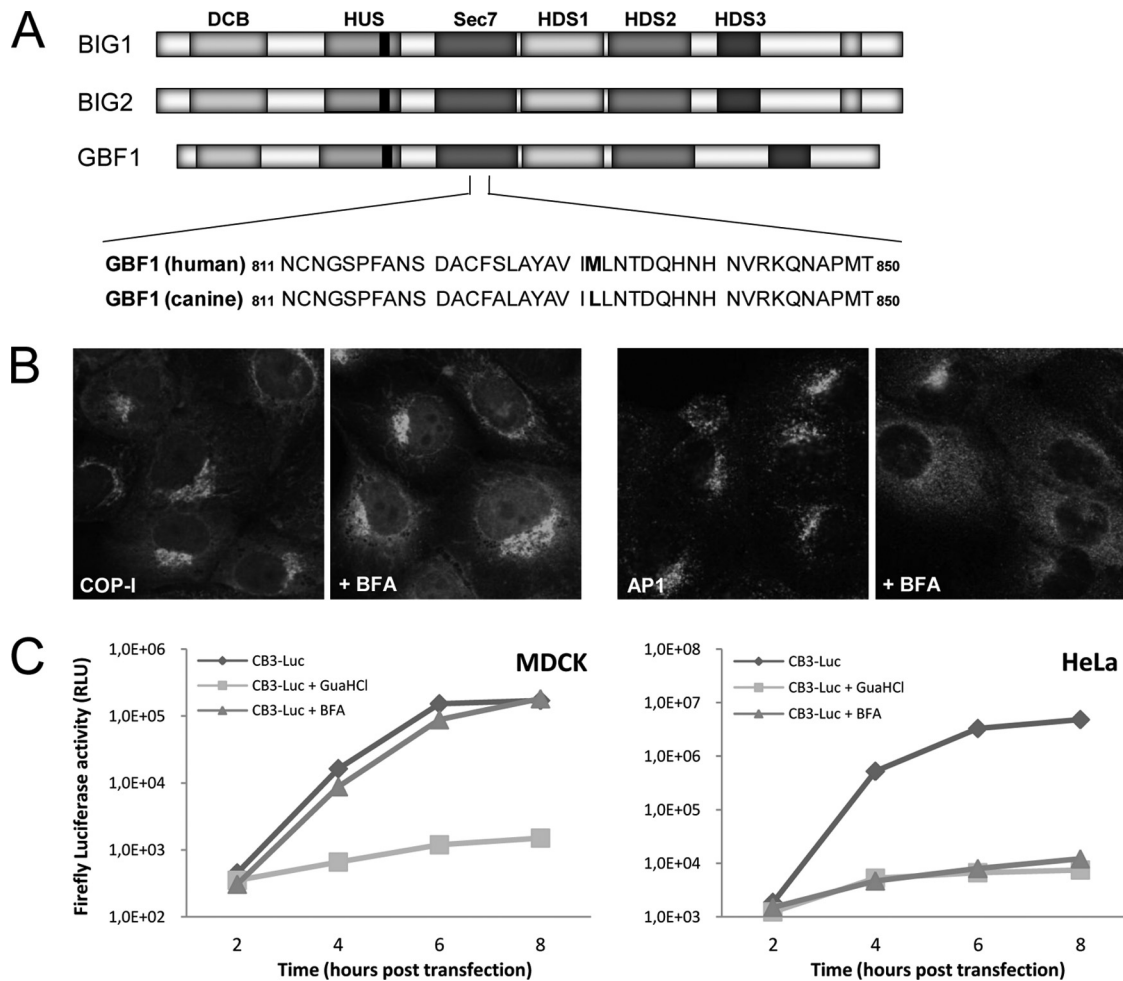 A
DCB HUS Sec7 HDS1 HDS2 HDS3
BIG1
BIG2
GBF1
GBF1 (human) 811 NCNGSPFANS DACFSLAYAV IMLNTDQHNH NVRKQNAPMT 850
GBF1 (canine) 811 NCNGSPFANS DACFALAYAV ILLNTDQHNH NVRKQNAPMT 850
B
COP-I
+ BFA
AP1
+ BFA
C
Firefly Luciferase activity (RLU)
1,0E+06
1,0E+05
1,0E+04
1,0E+03
1,0E+02
CB3-Luc
CB3-Luc + GuaHCl
CB3-Luc + BFA
MDCK
2 4 6 8
Time (hours post transfection)
1,0E+08
1,0E+07
1,0E+06
1,0E+05
1,0E+04
1,0E+03
CB3-Luc
CB3-Luc + GuaHCl
CB3-Luc + BFA
HeLa
2 4 6 8
Time (hours post transfection)